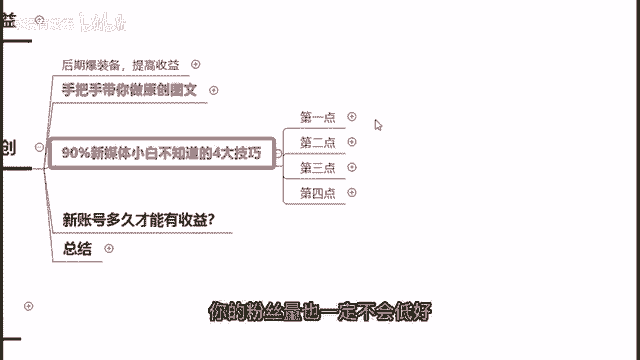 益
后期爆装备，提高收益
手把手带你做原创图文
创
90%新媒体小白不知道的4大技巧
第一点
第二点
第三点
第四点
新账号多久才能有收益?
总结
你的粉丝量也一定不会低好